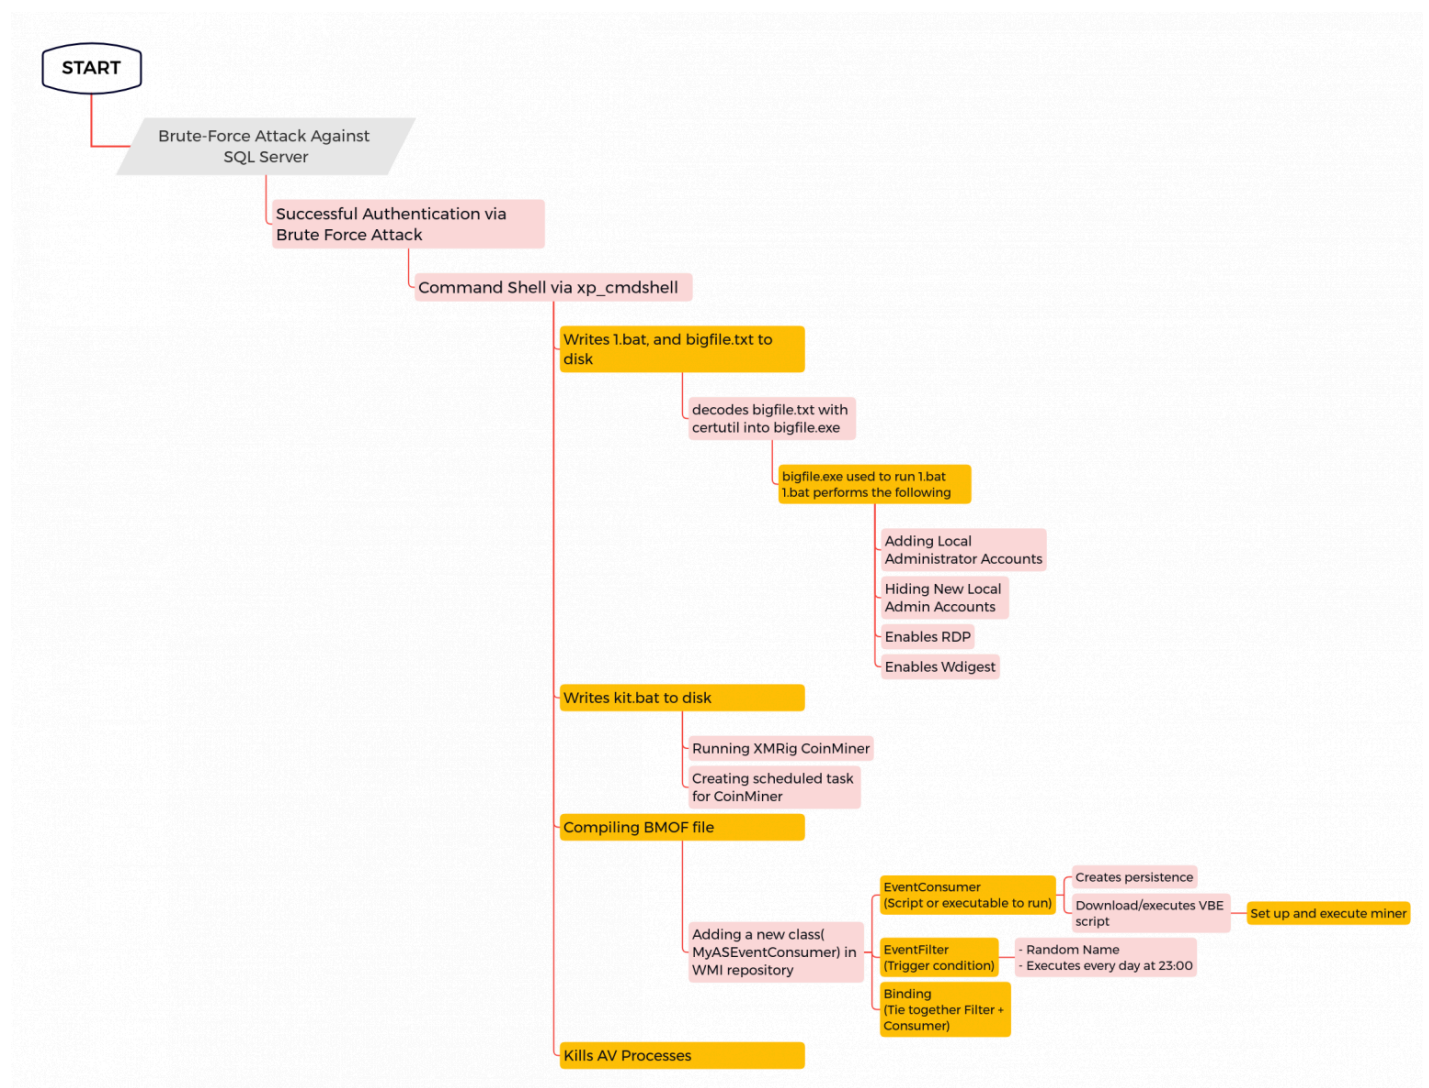 START
Brute-Force Attack Against
SQL Server
Successful Authentication via
Brute Force Attack
Command Shell via xp_cmdshell
Writes 1.bat, and bigfile.txt to
disk
decodes bigfile.txt with
certutil into bigfile.exe
bigfile.exe used to run 1.bat
1.bat performs the following
Adding Local
Administrator Accounts
Hiding New Local
Admin Accounts
Enables RDP
Enables Wdigest
Writes kit.bat to disk
Running XMRig CoinMiner
Creating scheduled task
for CoinMiner
Compiling BMOF file
Adding a new class(
MyASEventConsumer) in
WMI repository
EventConsumer
(Script or executable to run)
Creates persistence
Download/executes VBE
script
Set up and execute miner
EventFilter
(Trigger condition)
- Random Name
- Executes every day at 23:00
Binding
(Tie together Filter +
Consumer)
Kills AV Processes